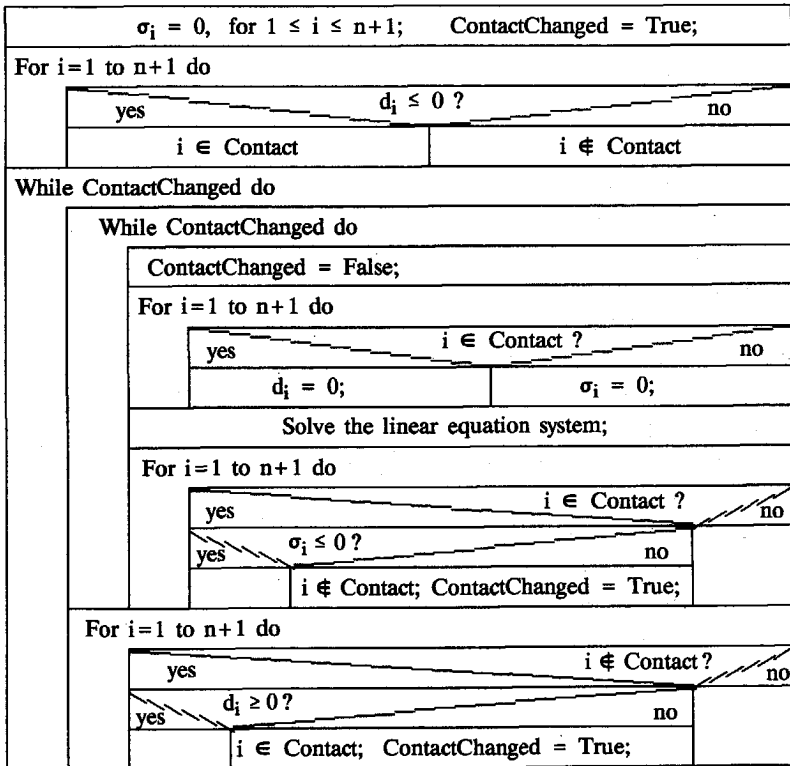 σi = 0, for 1 ≤ i ≤ n+1; ContactChanged = True;
For i=1 to n+1 do
di ≤ 0 ?
yes no
i ∈ Contact i ∉ Contact
While ContactChanged do
While ContactChanged do
ContactChanged = False;
For i=1 to n+1 do
i ∈ Contact ?
yes no
di = 0; σi = 0;
Solve the linear equation system;
For i=1 to n+1 do
i ∈ Contact ?
yes no
σi ≤ 0 ?
yes no
i ∉ Contact; ContactChanged = True;
For i=1 to n+1 do
i ∉ Contact ?
yes no
di ≥ 0 ?
yes no
i ∈ Contact; ContactChanged = True;